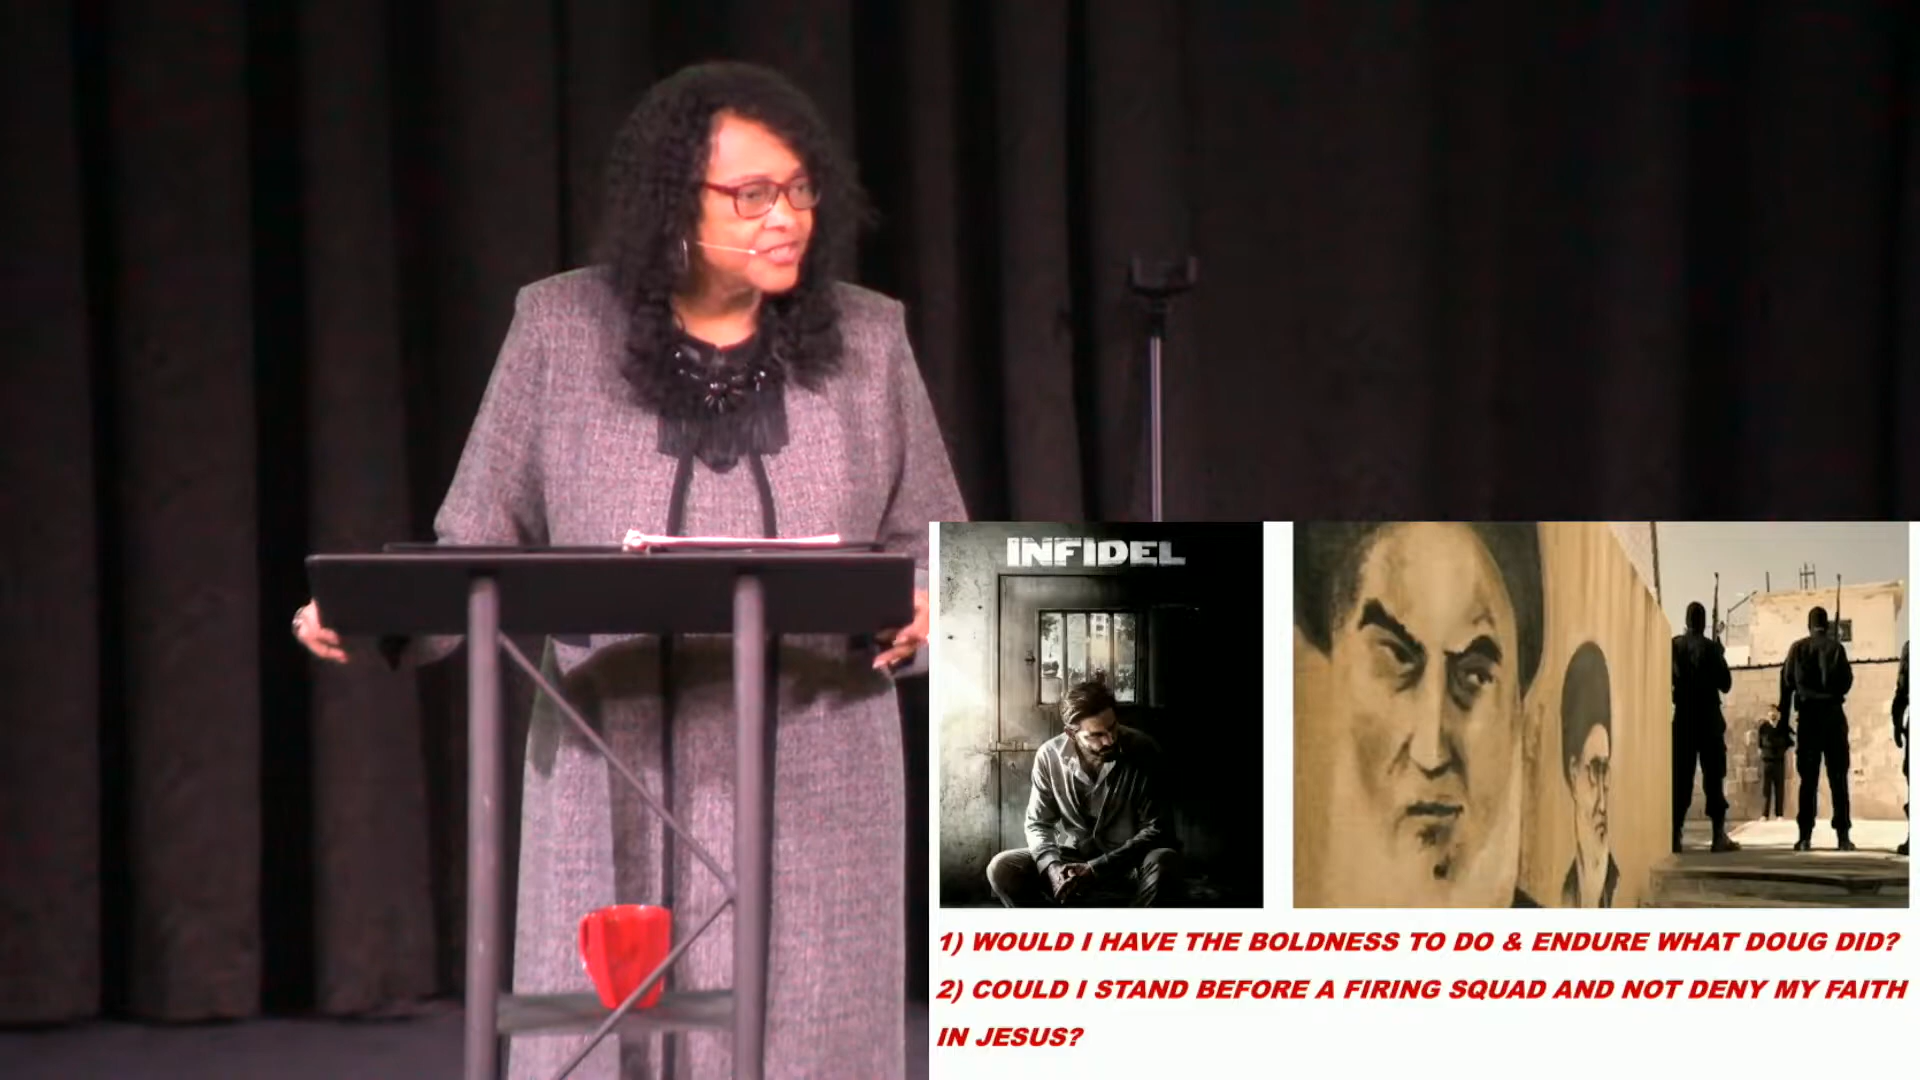 INFIDEL
1) WOULD I HAVE THE BOLDNESS TO DO & ENDURE WHAT DOUG DID?
2) COULD I STAND BEFORE A FIRING SQUAD AND NOT DENY MY FAITH
IN JESUS?